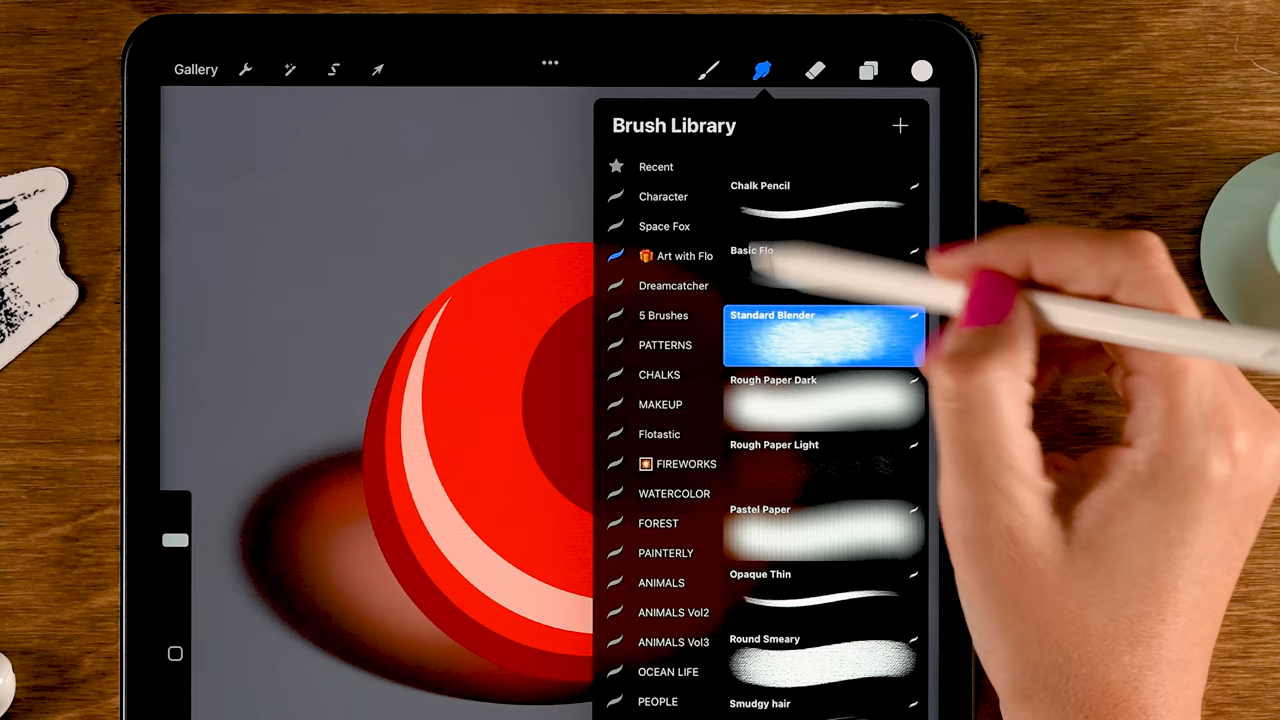 Gallery
Brush Library
Recent
Character
Space Fox
Art with Flo
Dreamcatcher
5 Brushes
PATTERNS
CHALKS
MAKEUP
Flotastic
FIREWORKS
WATERCOLOR
FOREST
PAINTERLY
ANIMALS
ANIMALS Vol2
ANIMALS Vol3
OCEAN LIFE
PEOPLE
Chalk Pencil
Basic Flo
Standard Blender
Rough Paper Dark
Rough Paper Light
Pastel Paper
Opaque Thin
Round Smeary
Smudgy hair